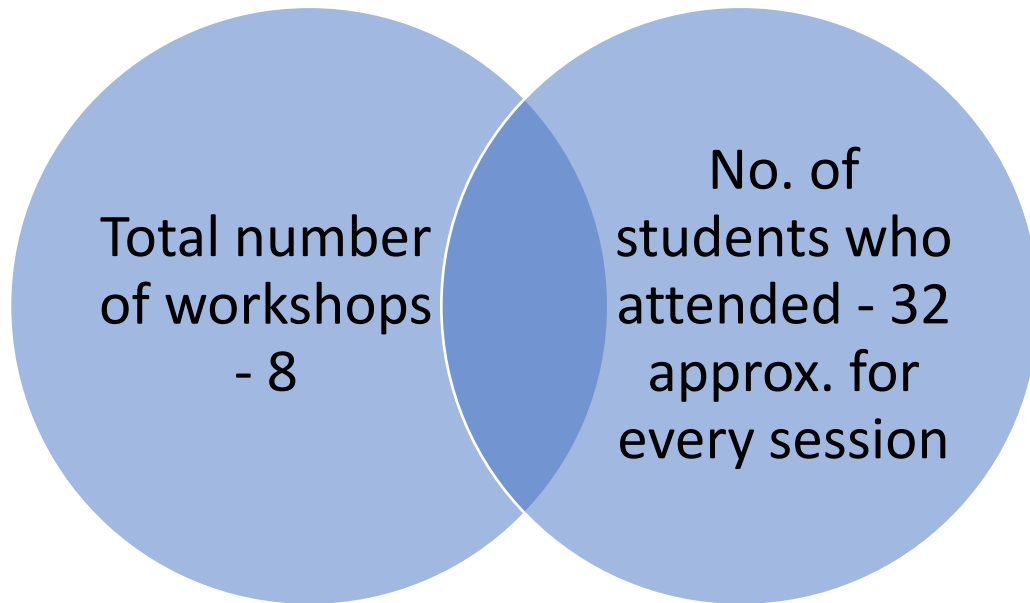 Total number
of workshops
- 8
No. of
students who
attended - 32
approx. for
every session